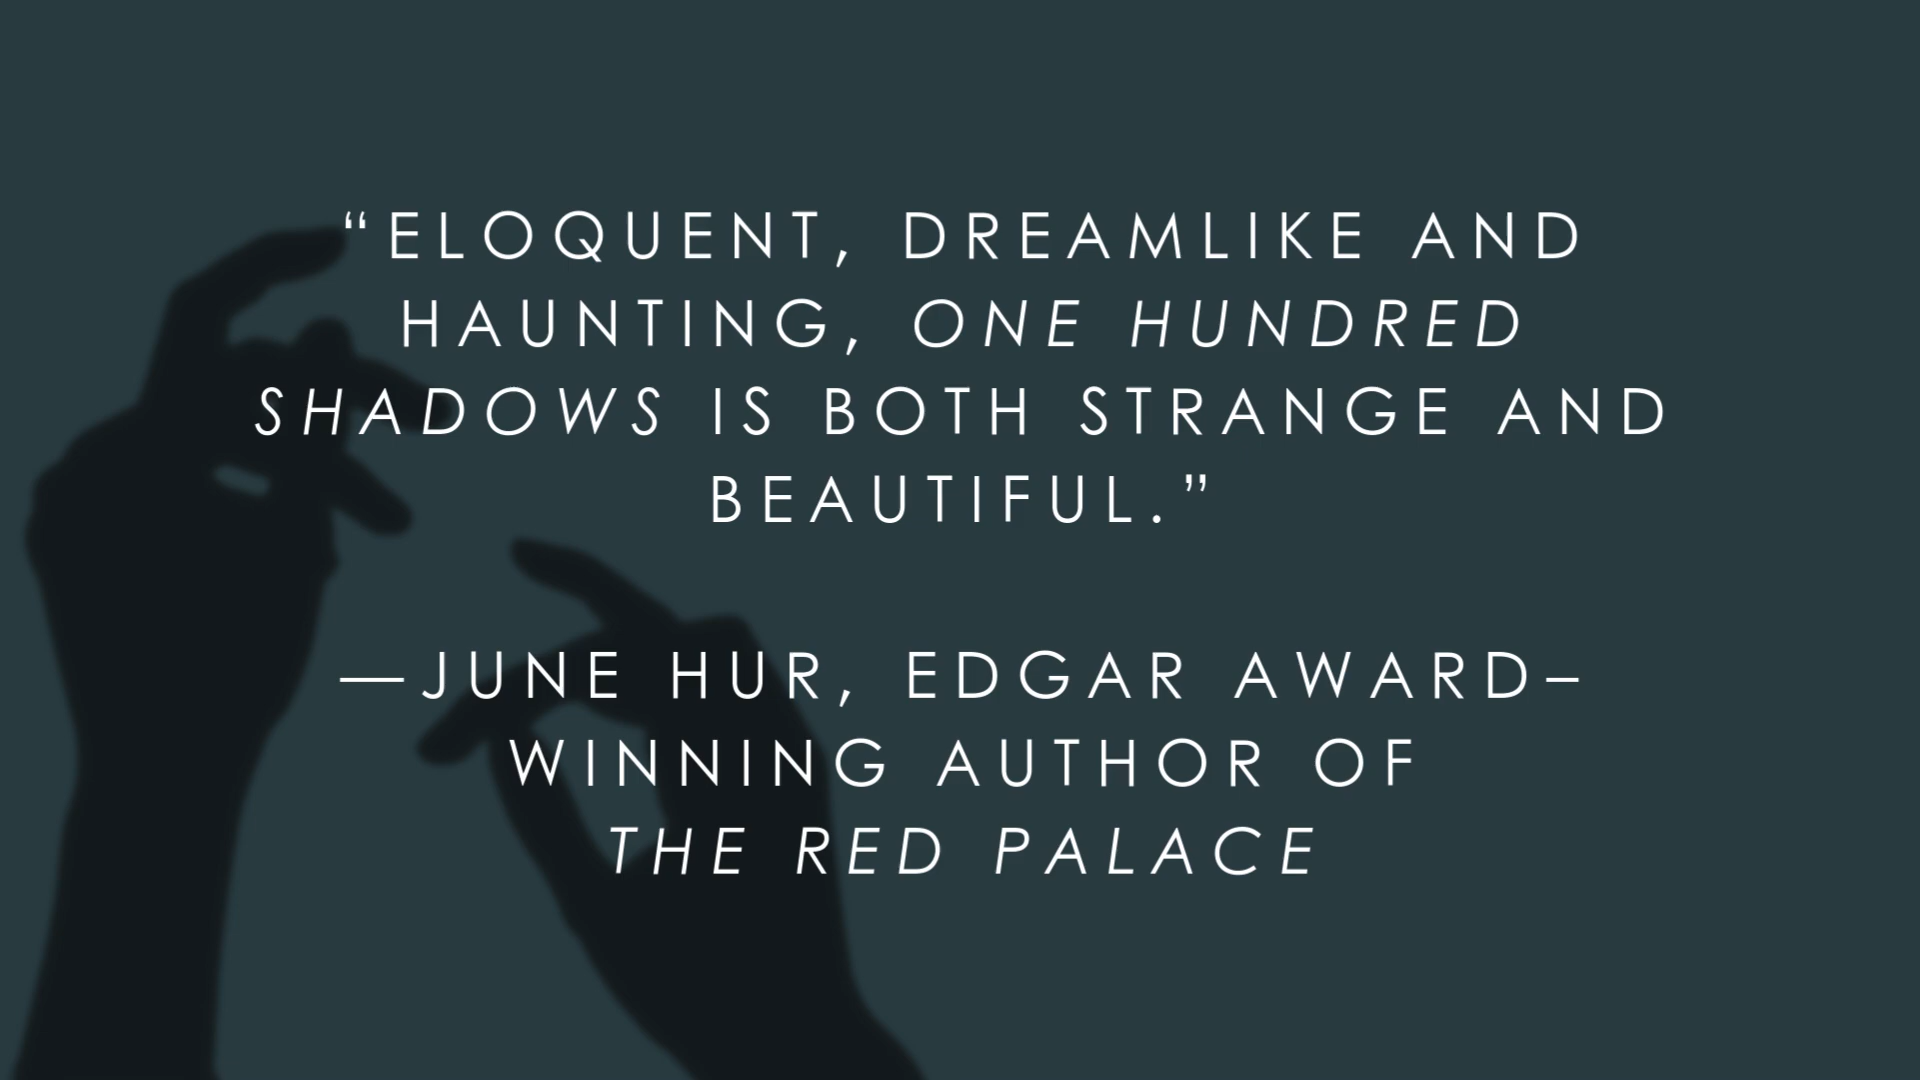 “ELOQUENT, DREAMLIKE AND
HAUNTING, ONE HUNDRED
SHADOWS IS BOTH STRANGE AND
BEAUTIFUL.”
—JUNE HUR, EDGAR AWARD–
WINNING AUTHOR OF
THE RED PALACE